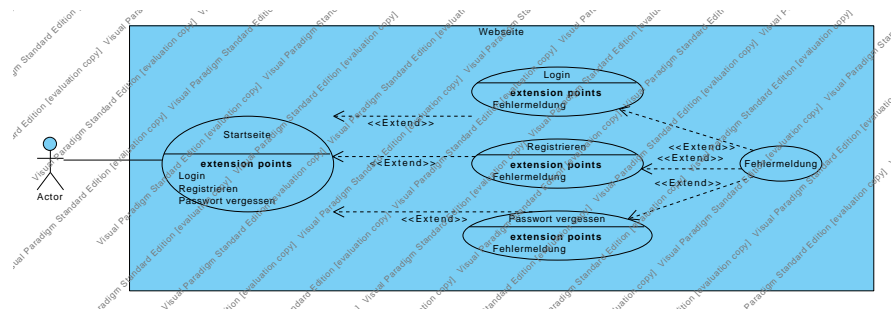 Webseite
Login
extension points
Fehlermeldung
<<Extend>>
Startseite
extension points
Login
Registrieren
Passwort vergessen
Actor
Registrieren
extension points
Fehlermeldung
<<Extend>>
<<Extend>>
<<Extend>>
<<Extend>>
Fehlermeldung
<<Extend>>
Passwort vergessen
extension points
Fehlermeldung
Visual Paradigm Standard Edition [evaluation copy]